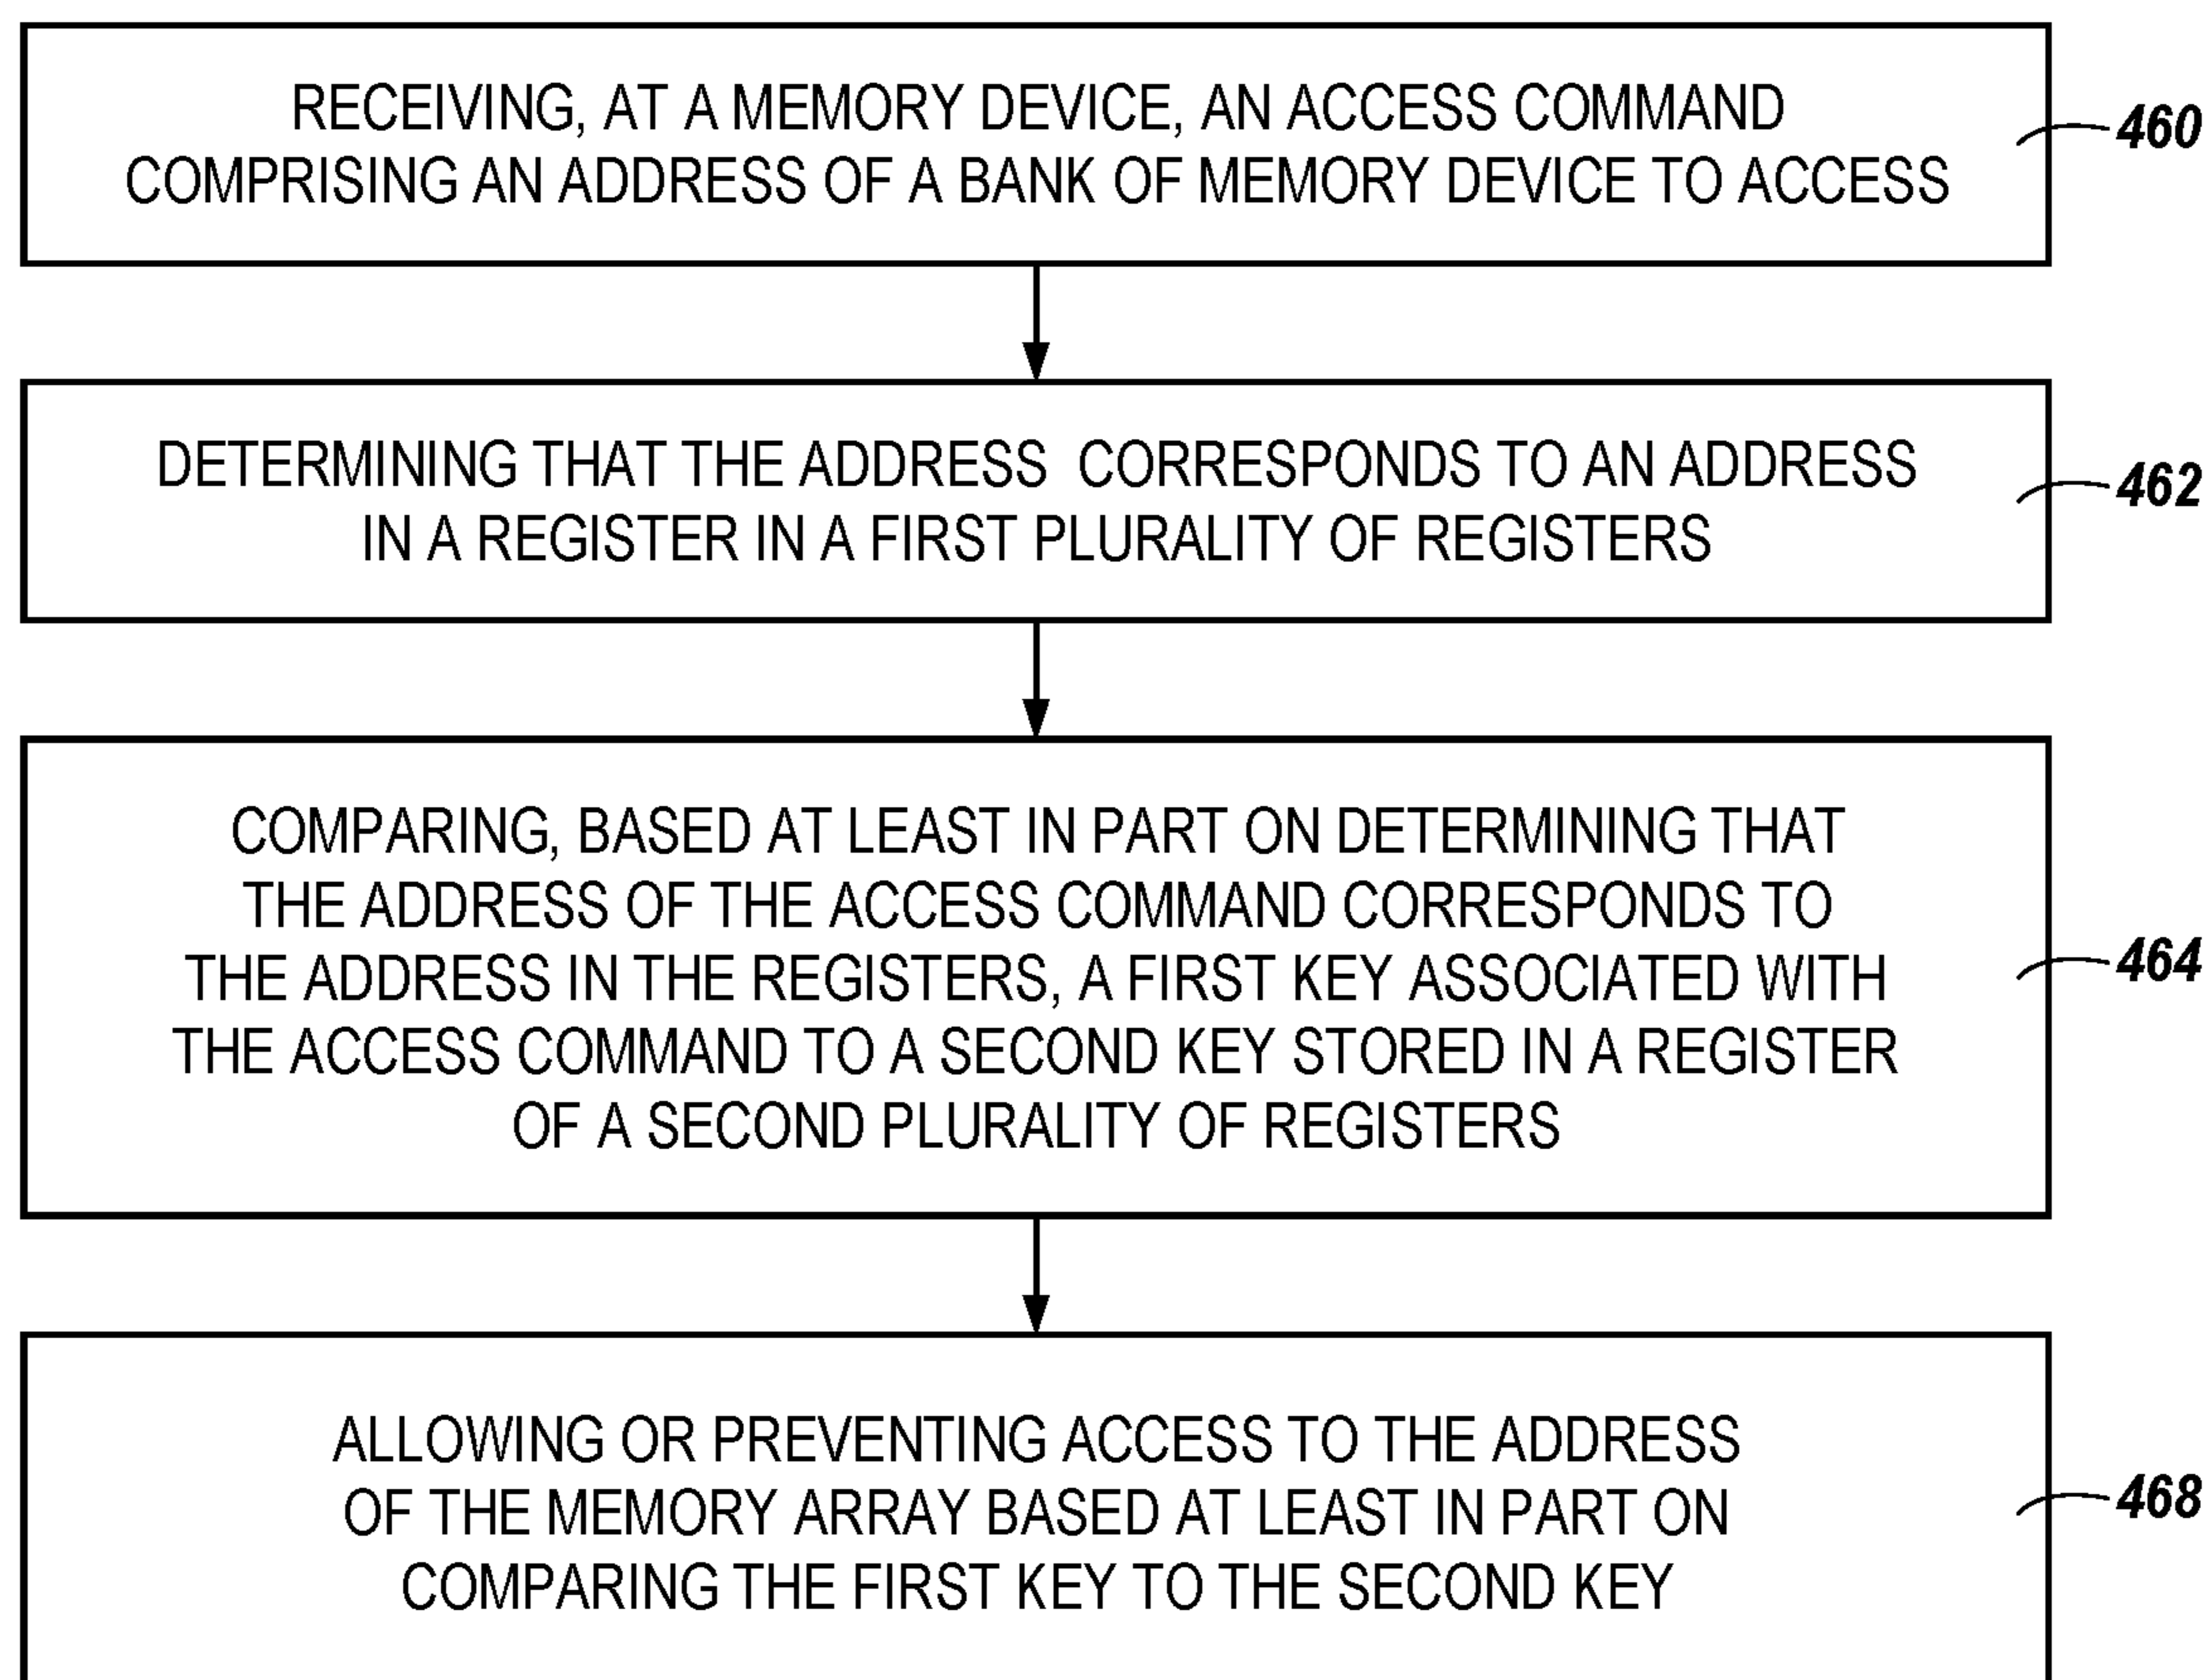 RECEIVING, AT A MEMORY DEVICE, AN ACCESS COMMAND
COMPRISING AN ADDRESS OF A BANK OF MEMORY DEVICE TO ACCESS
460
DETERMINING THAT THE ADDRESS CORRESPONDS TO AN ADDRESS
IN A REGISTER IN A FIRST PLURALITY OF REGISTERS
462
COMPARING, BASED AT LEAST IN PART ON DETERMINING THAT
THE ADDRESS OF THE ACCESS COMMAND CORRESPONDS TO
THE ADDRESS IN THE REGISTERS, A FIRST KEY ASSOCIATED WITH
THE ACCESS COMMAND TO A SECOND KEY STORED IN A REGISTER
OF A SECOND PLURALITY OF REGISTERS
464
ALLOWING OR PREVENTING ACCESS TO THE ADDRESS
OF THE MEMORY ARRAY BASED AT LEAST IN PART ON
COMPARING THE FIRST KEY TO THE SECOND KEY
468